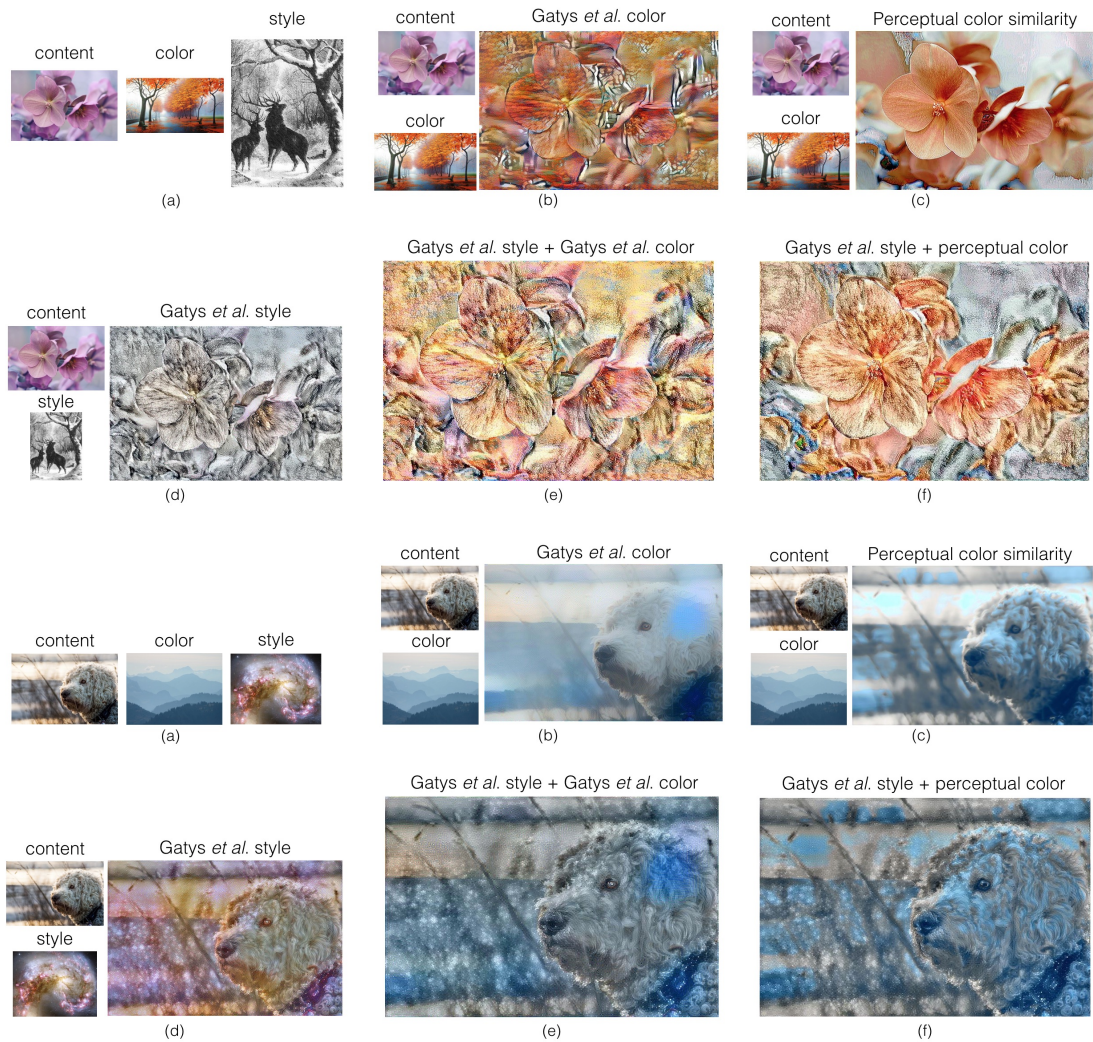 style
content
color
(a)
Gatys et al. color
content
color
(b)
Perceptual color similarity
content
color
(c)
content
style
Gatys et al. style
(d)
Gatys et al. style + Gatys et al. color
(e)
Gatys et al. style + perceptual color
(f)
content
color
style
(a)
content
color
Gatys et al. color
(b)
content
color
Perceptual color similarity
(c)
content
style
Gatys et al. style
(d)
Gatys et al. style + Gatys et al. color
(e)
Gatys et al. style + perceptual color
(f)